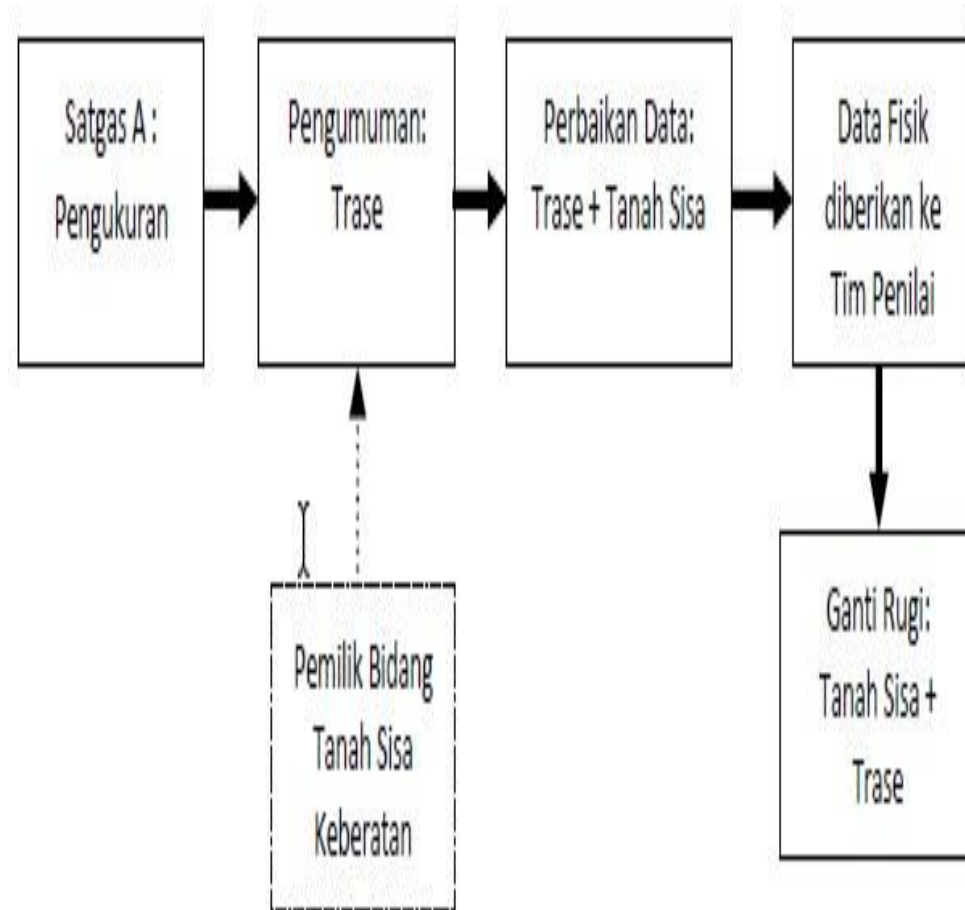 Satgas A :
Pengukuran
Pengumuman:
Trase
Perbaikan Data:
Trase + Tanah Sisa
Data Fisik
diberikan ke
Tim Penilai
Pemilik Bidang
Tanah Sisa
Keberatan
Ganti Rugi:
Tanah Sisa +
Trase